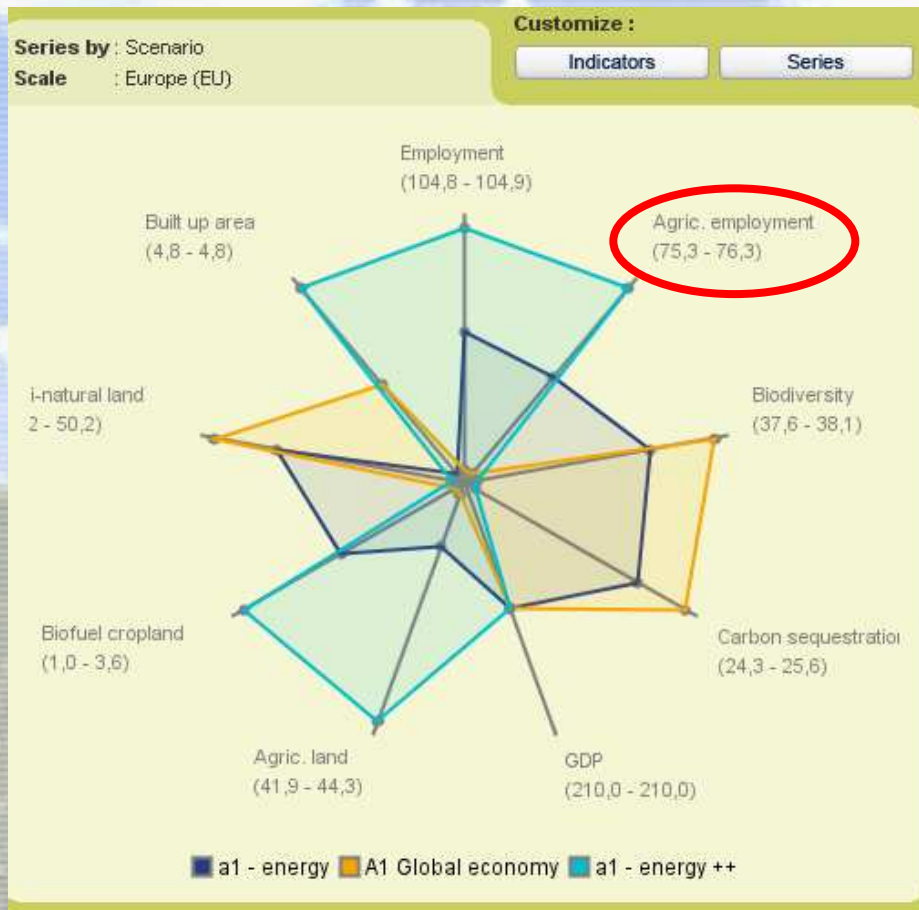 Series by : Scenario
Scale : Europe (EU)
Customize :
Indicators
Series
Employment
(104,8 - 104,9)
Agric. employment
(75,3 - 76,3)
Built up area
(4,8 - 4,8)
i-natural land
2 - 50,2)
Biodiversity
(37,6 - 38,1)
Biofuel cropland
(1,0 - 3,6)
Carbon sequestration
(24,3 - 25,6)
Agric. land
(41,9 - 44,3)
GDP
(210,0 - 210,0)
a1 - energy
A1 Global economy
a1 - energy ++